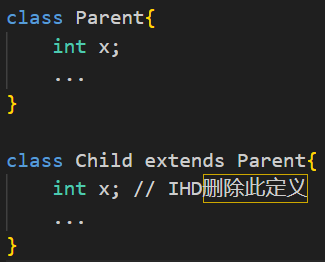 class Parent{
    int x;
    ...
}

class Child extends Parent{
    int x; // IHD删除此定义
    ...
}